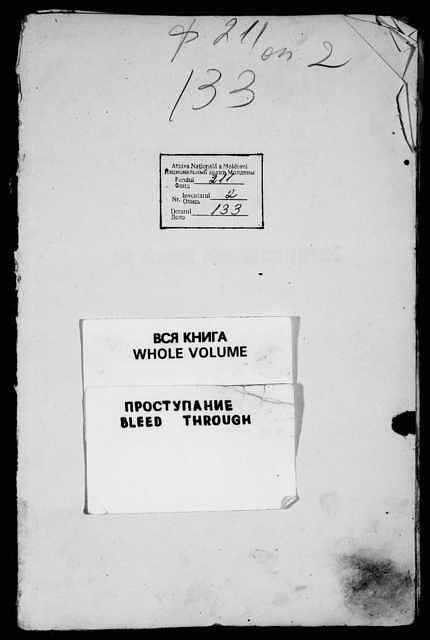 ф 211
оп 2
133
Arhiva Națională a Moldovei
Национальный архив Молдовы
Fondul 211
Фонд
Nr. Inventarul 2
Опись
Dosarul 133
Дело
ВСЯ КНИГА
WHOLE VOLUME
ПРОСТУПАНИЕ
BLEED THROUGH